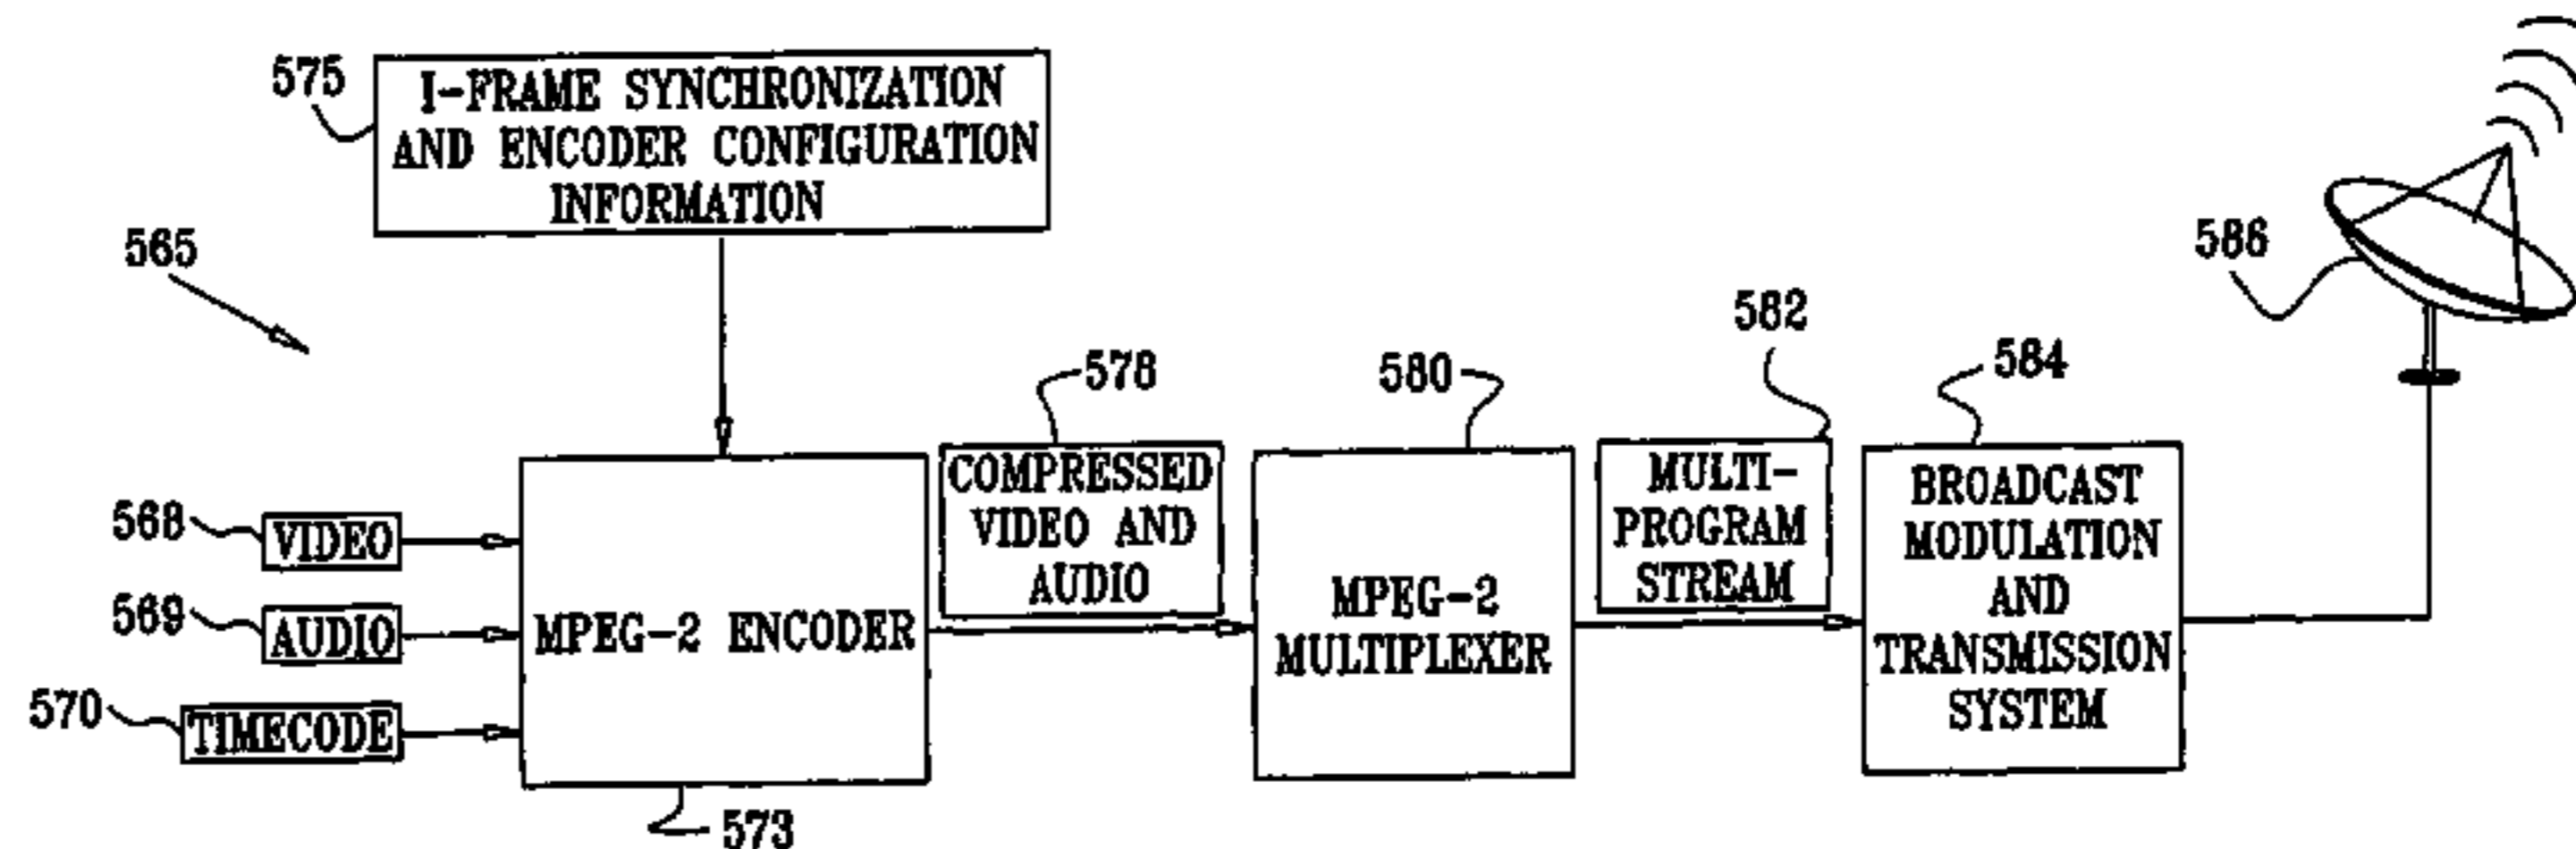 575
I-FRAME SYNCHRONIZATION
AND ENCODER CONFIGURATION
INFORMATION
565
586
582
578
580
584
COMPRESSED
VIDEO AND
AUDIO
MULTI-
PROGRAM
STREAM
BROADCAST
MODULATION
AND
TRANSMISSION
SYSTEM
568
VIDEO
569
AUDIO
570
TIMECODE
MPEG-2 ENCODER
MPEG-2
MULTIPLEXER
573